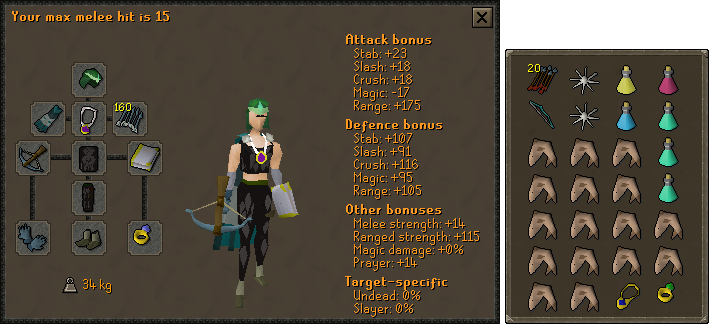 Your max melee hit is 15
160
Attack bonus
Stab: +23
Slash: +18
Crush: +18
Magic: -17
Range: +175
Defence bonus
Stab: +107
Slash: +91
Crush: +116
Magic: +95
Range: +105
Other bonuses
Melee strength: +14
Ranged strength: +115
Magic damage: +0%
Prayer: +14
Target-specific
Undead: 0%
Slayer: 0%
34 kg
20